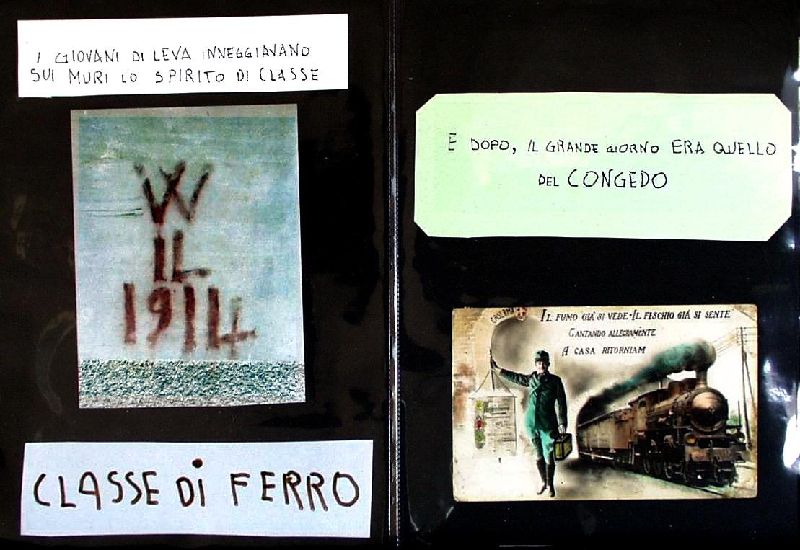 I GIOVANI DI LEVA INNEGGIAVANO
SUI MURI LO SPIRITO DI CLASSE
W
IL
1914
CLASSE DI FERRO
E DOPO, IL GRANDE GIORNO ERA QUELLO
DEL CONGEDO
IL FUMO GIÀ SI VEDE - IL FISCHIO GIÀ SI SENTE
CANTANDO ALLEGRAMENTE
A CASA RITORNIAM